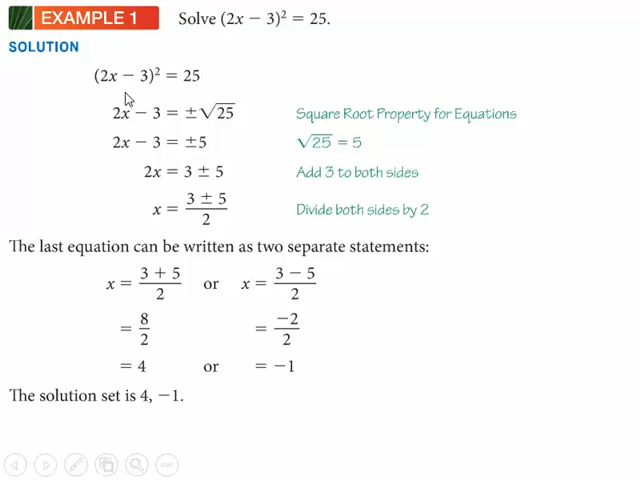 EXAMPLE 1 Solve (2x − 3)² = 25.
SOLUTION
(2x − 3)² = 25
2x − 3 = ±√25 Square Root Property for Equations
2x − 3 = ±5 √25 = 5
2x = 3 ± 5 Add 3 to both sides
x = (3 ± 5)/2 Divide both sides by 2
The last equation can be written as two separate statements:
x = (3 + 5)/2 or x = (3 − 5)/2
= 8/2 = −2/2
= 4 or = −1
The solution set is 4, −1.